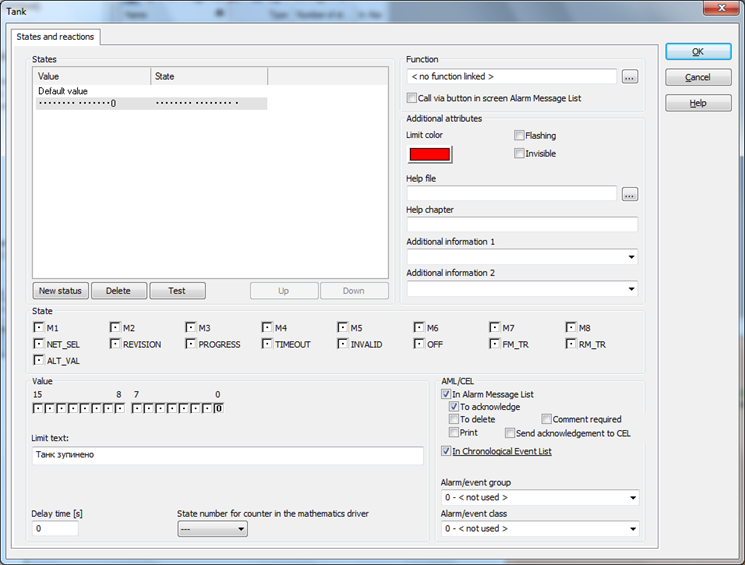 Tank
States and reactions
States
Value State
Default value
········ ·······0 ········ ········· ·
New status Delete Test Up Down
Function
< no function linked > ...
Call via button in screen Alarm Message List
Additional attributes
Limit color Flashing
Invisible
Help file
...
Help chapter
Additional information 1
Additional information 2
OK
Cancel
Help
State
M1 M2 M3 M4 M5 M6 M7 M8
NET_SEL REVISION PROGRESS TIMEOUT INVALID OFF FM_TR RM_TR
ALT_VAL
Value
15 8 7 0
· · · · · · · · · · · · · · · 0
Limit text:
Танк зупинено
Delay time [s] State number for counter in the mathematics driver
0 ---
AML/CEL
In Alarm Message List
To acknowledge
To delete Comment required
Print Send acknowledgement to CEL
In Chronological Event List
Alarm/event group
0 - < not used >
Alarm/event class
0 - < not used >